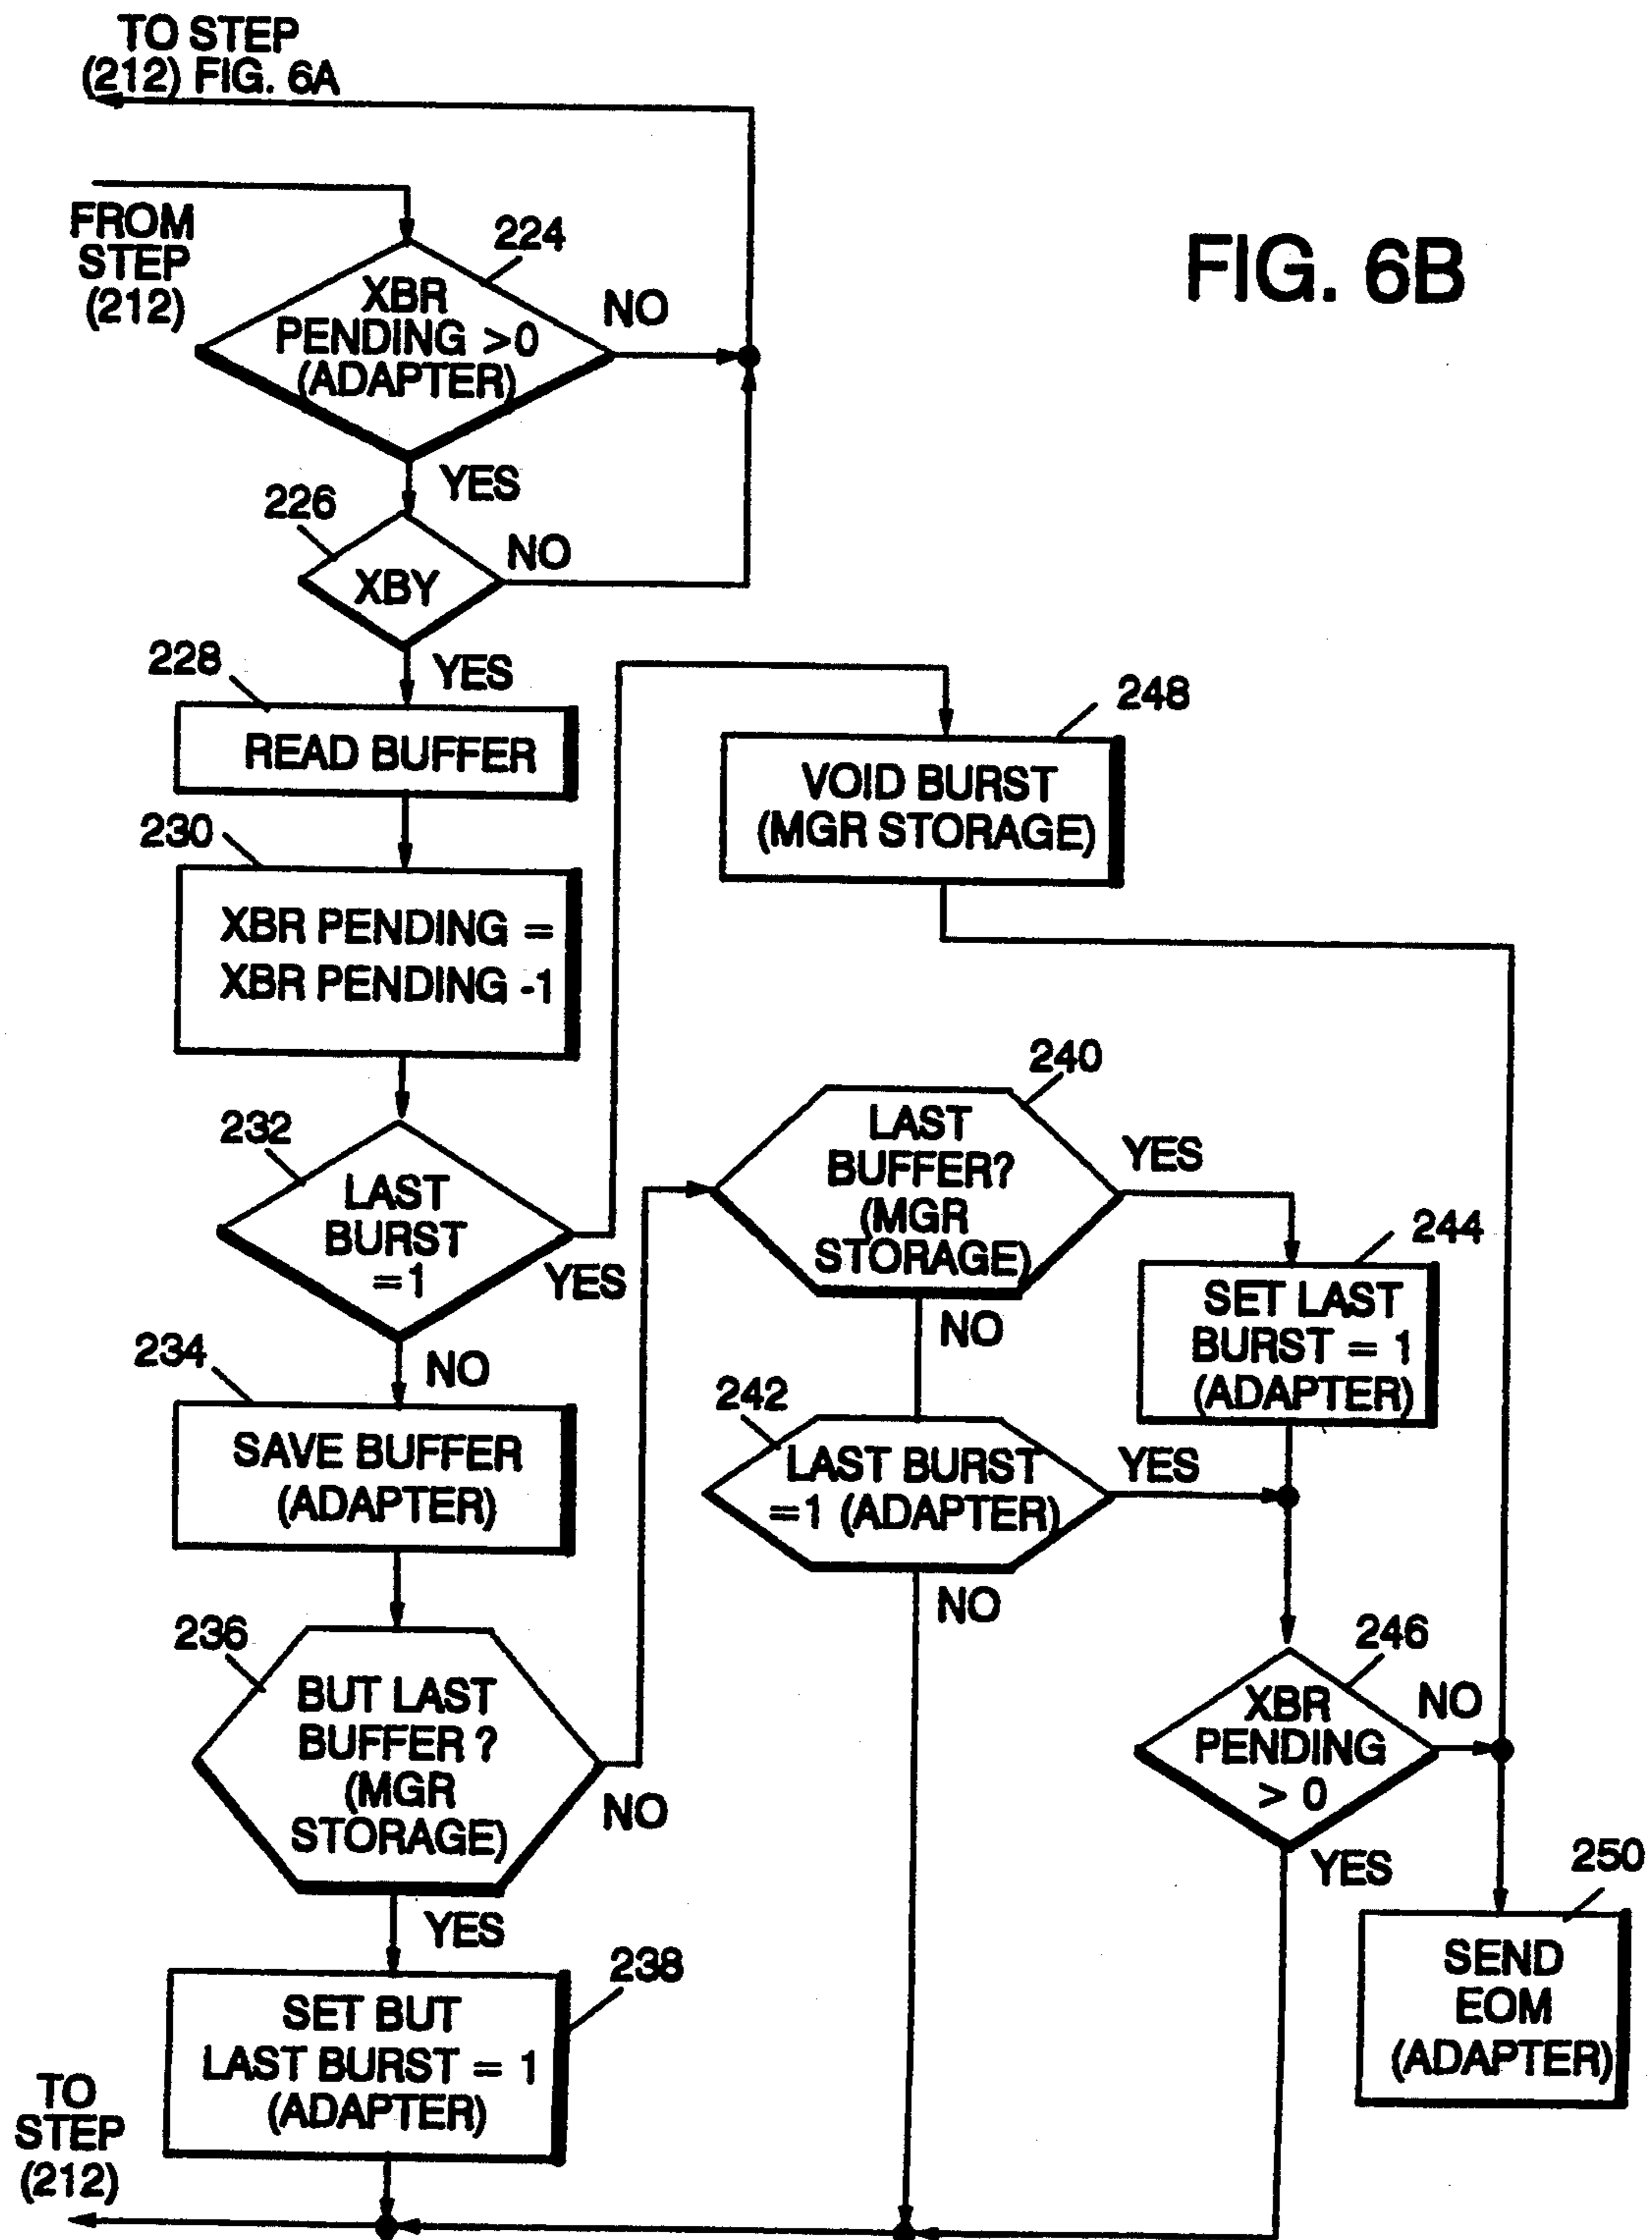 TO STEP
(212) FIG. 6A
FROM
STEP
(212)
224
XBR
PENDING >0
(ADAPTER)
NO
FIG. 6B
YES
226
XBY
NO
YES
228
READ BUFFER
248
VOID BURST
(MGR STORAGE)
230
XBR PENDING =
XBR PENDING -1
232
LAST
BURST
=1
YES
NO
240
LAST
BUFFER?
(MGR
STORAGE)
YES
NO
244
SET LAST
BURST = 1
(ADAPTER)
234
SAVE BUFFER
(ADAPTER)
242
LAST BURST
=1 (ADAPTER)
YES
NO
236
BUT LAST
BUFFER ?
(MGR
STORAGE)
NO
YES
246
XBR
PENDING
> 0
NO
YES
238
SET BUT
LAST BURST = 1
(ADAPTER)
250
SEND
EOM
(ADAPTER)
TO
STEP
(212)